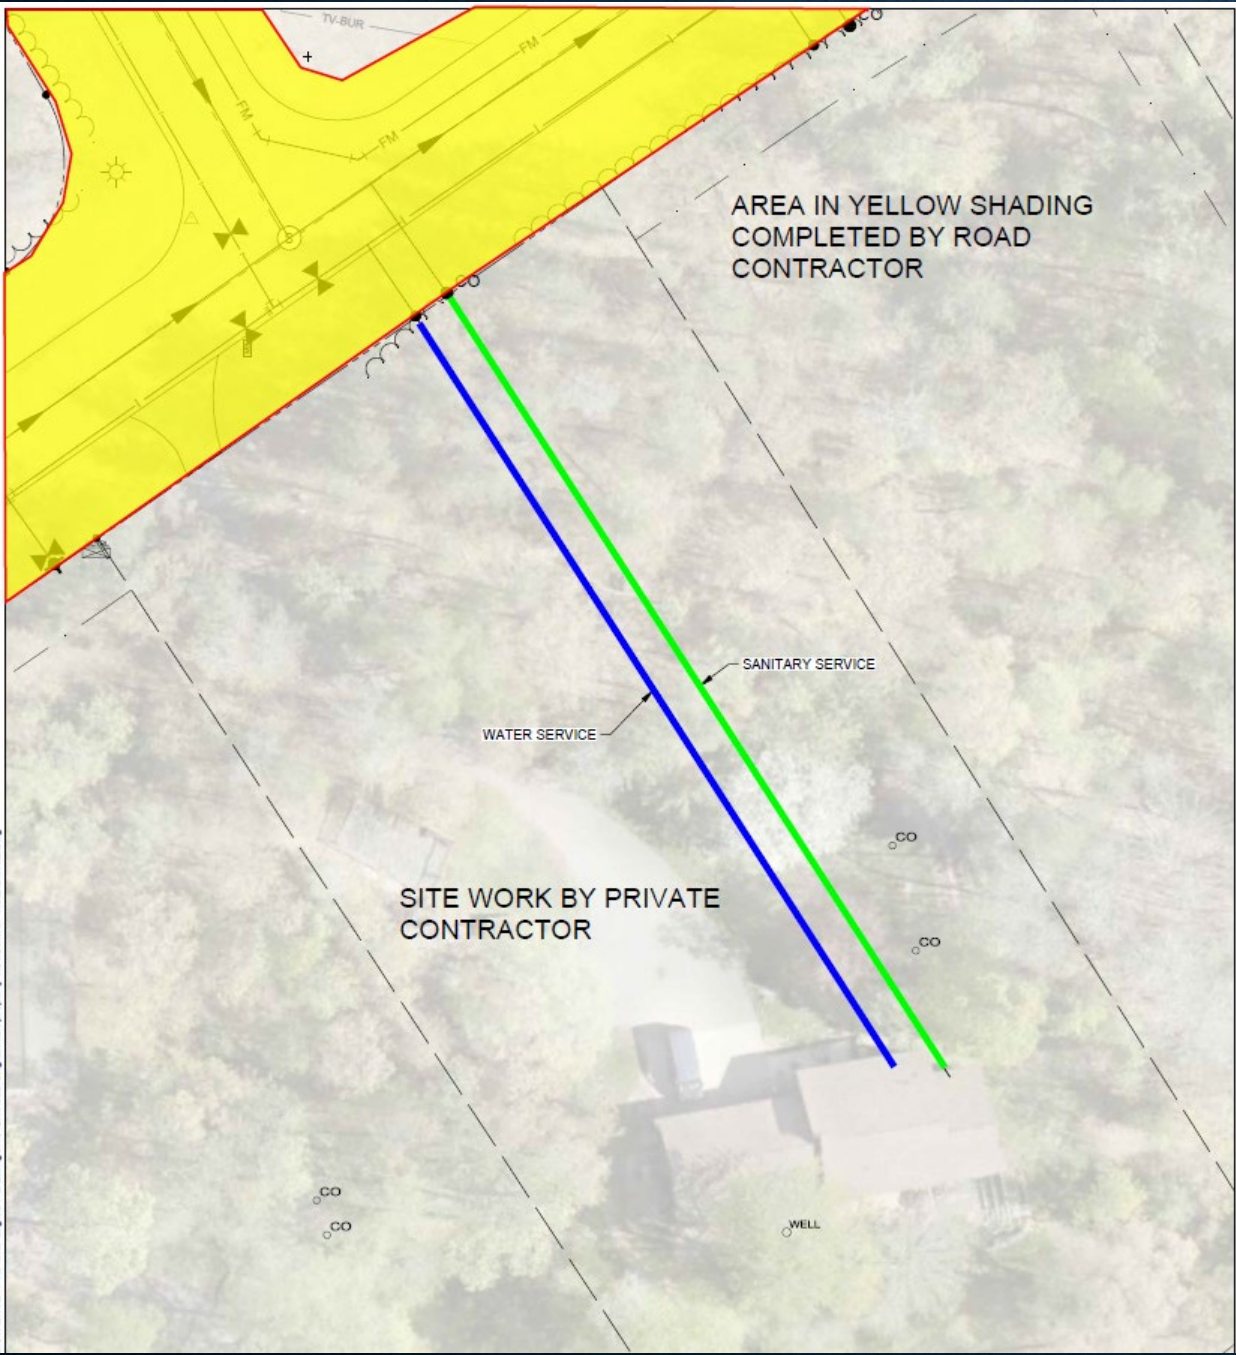 TV-BUR
CO
FM
FM
FM
AREA IN YELLOW SHADING
COMPLETED BY ROAD
CONTRACTOR
S
CO
SANITARY SERVICE
WATER SERVICE
CO
SITE WORK BY PRIVATE
CONTRACTOR
CO
CO
CO
WELL